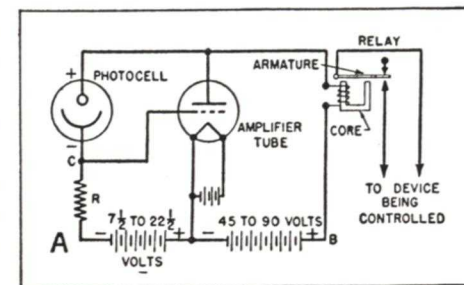 RELAY
ARMATURE
+ PHOTOCELL
AMPLIFIER
TUBE
CORE
−
C
R
TO DEVICE
BEING
CONTROLLED
A
− 7½ TO 22½ +
VOLTS
−
− 45 TO 90 VOLTS +
B